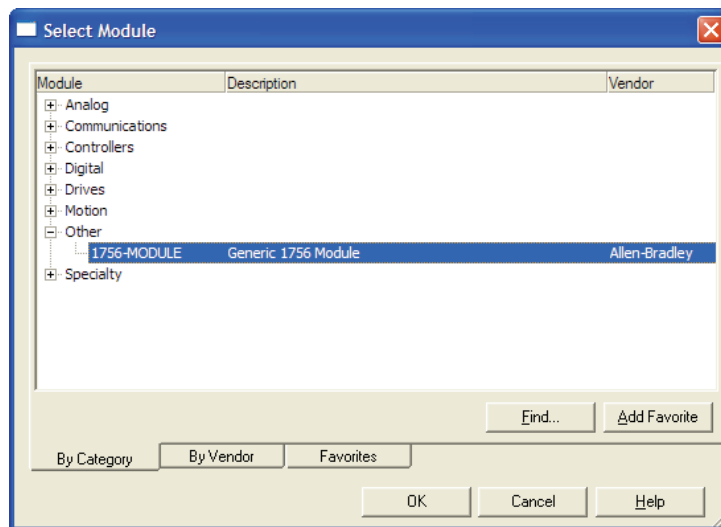 Select Module
Module Description Vendor
Analog
Communications
Controllers
Digital
Drives
Motion
Other
1756-MODULE Generic 1756 Module Allen-Bradley
Specialty
Find... Add Favorite
By Category By Vendor Favorites
OK Cancel Help